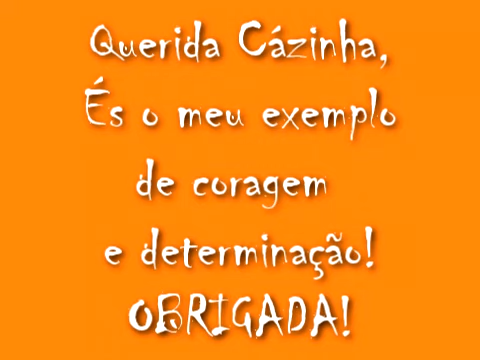 Querida Cázinha,
És o meu exemplo
de coragem
e determinação!
OBRIGADA!